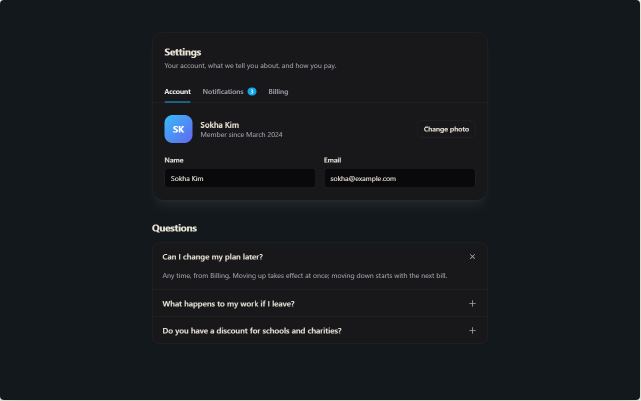 Settings
Your account, what we tell you about, and how you pay.
Account Notifications 3 Billing
SK
Sokha Kim
Member since March 2024
Change photo
Name Email
Sokha Kim sokha@example.com
Questions
Can I change my plan later?
Any time, from Billing. Moving up takes effect at once; moving down starts with the next bill.
What happens to my work if I leave?
Do you have a discount for schools and charities?